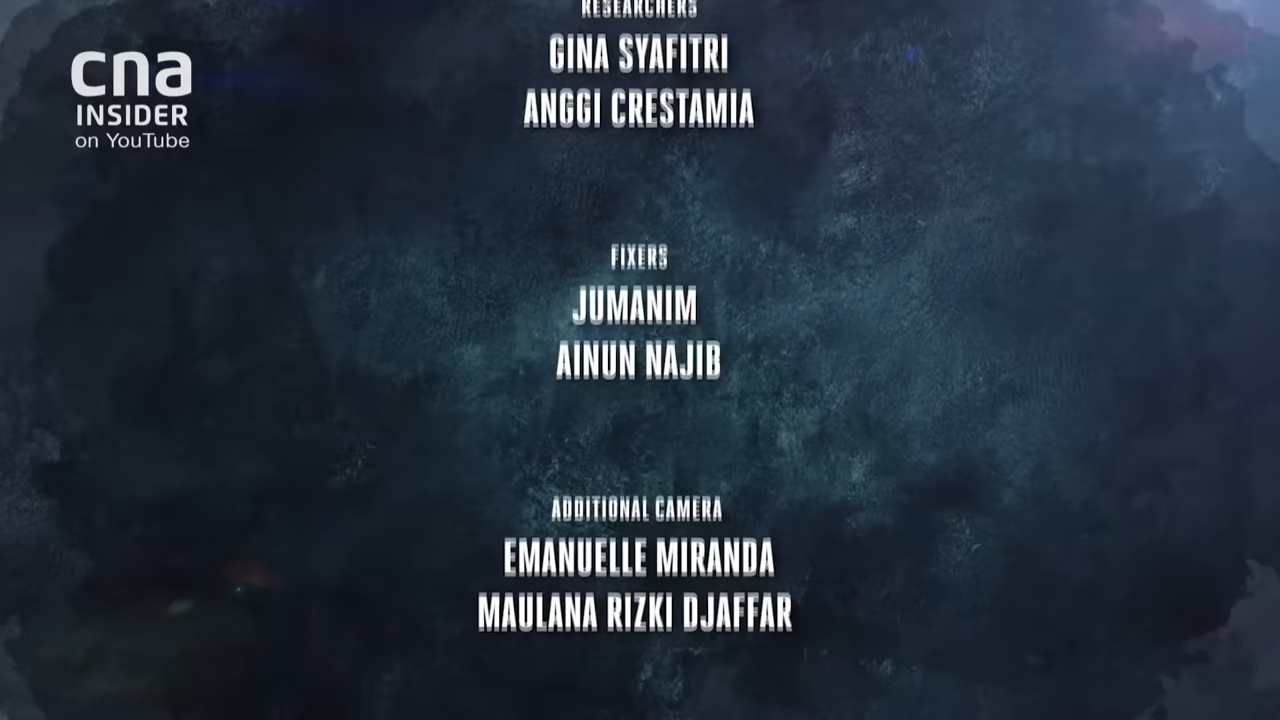 cna
INSIDER
on YouTube
RESEARCHERS
GINA SYAFITRI
ANGGI CRESTAMIA
FIXERS
JUMANIM
AINUN NAJIB
ADDITIONAL CAMERA
EMANUELLE MIRANDA
MAULANA RIZKI DJAFFAR